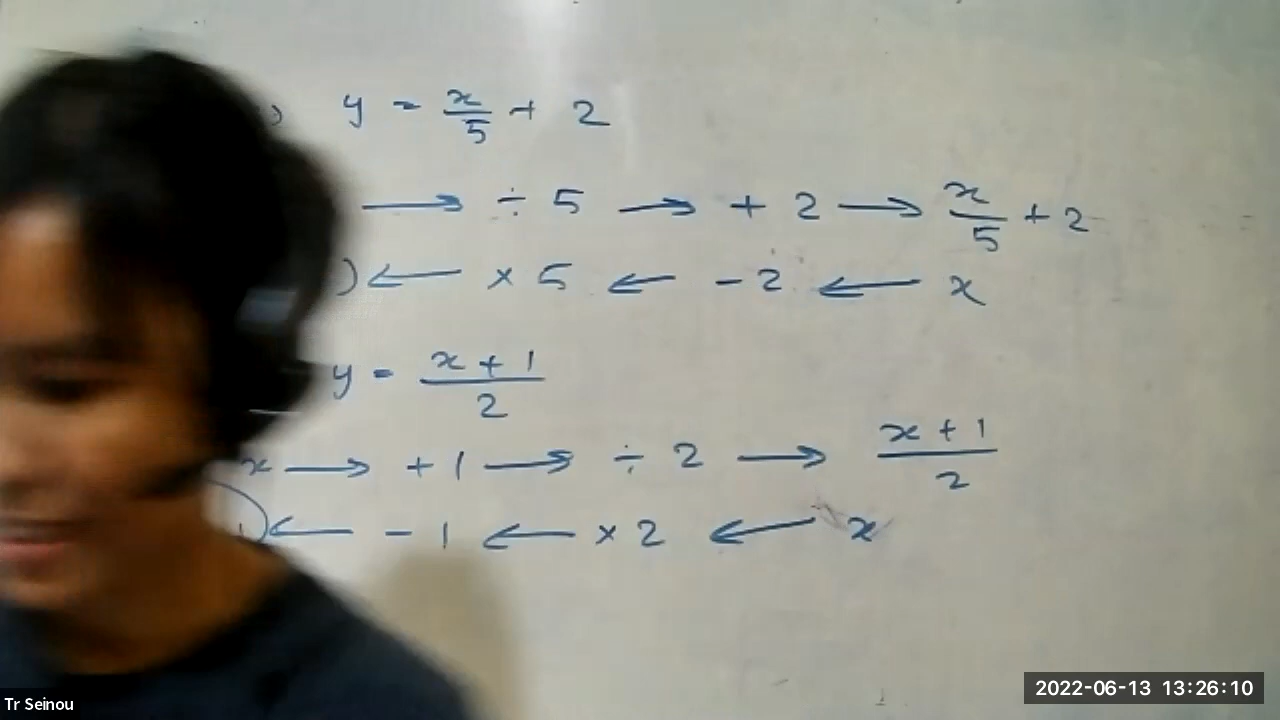 ) y = x/5 + 2
→ ÷ 5 → + 2 → x/5 + 2
) ← × 5 ← - 2 ← x
y = x + 1/2
x → + 1 → ÷ 2 → x + 1/2
) ← - 1 ← × 2 ← x
2022-06-13 13:26:10
Tr Seinou